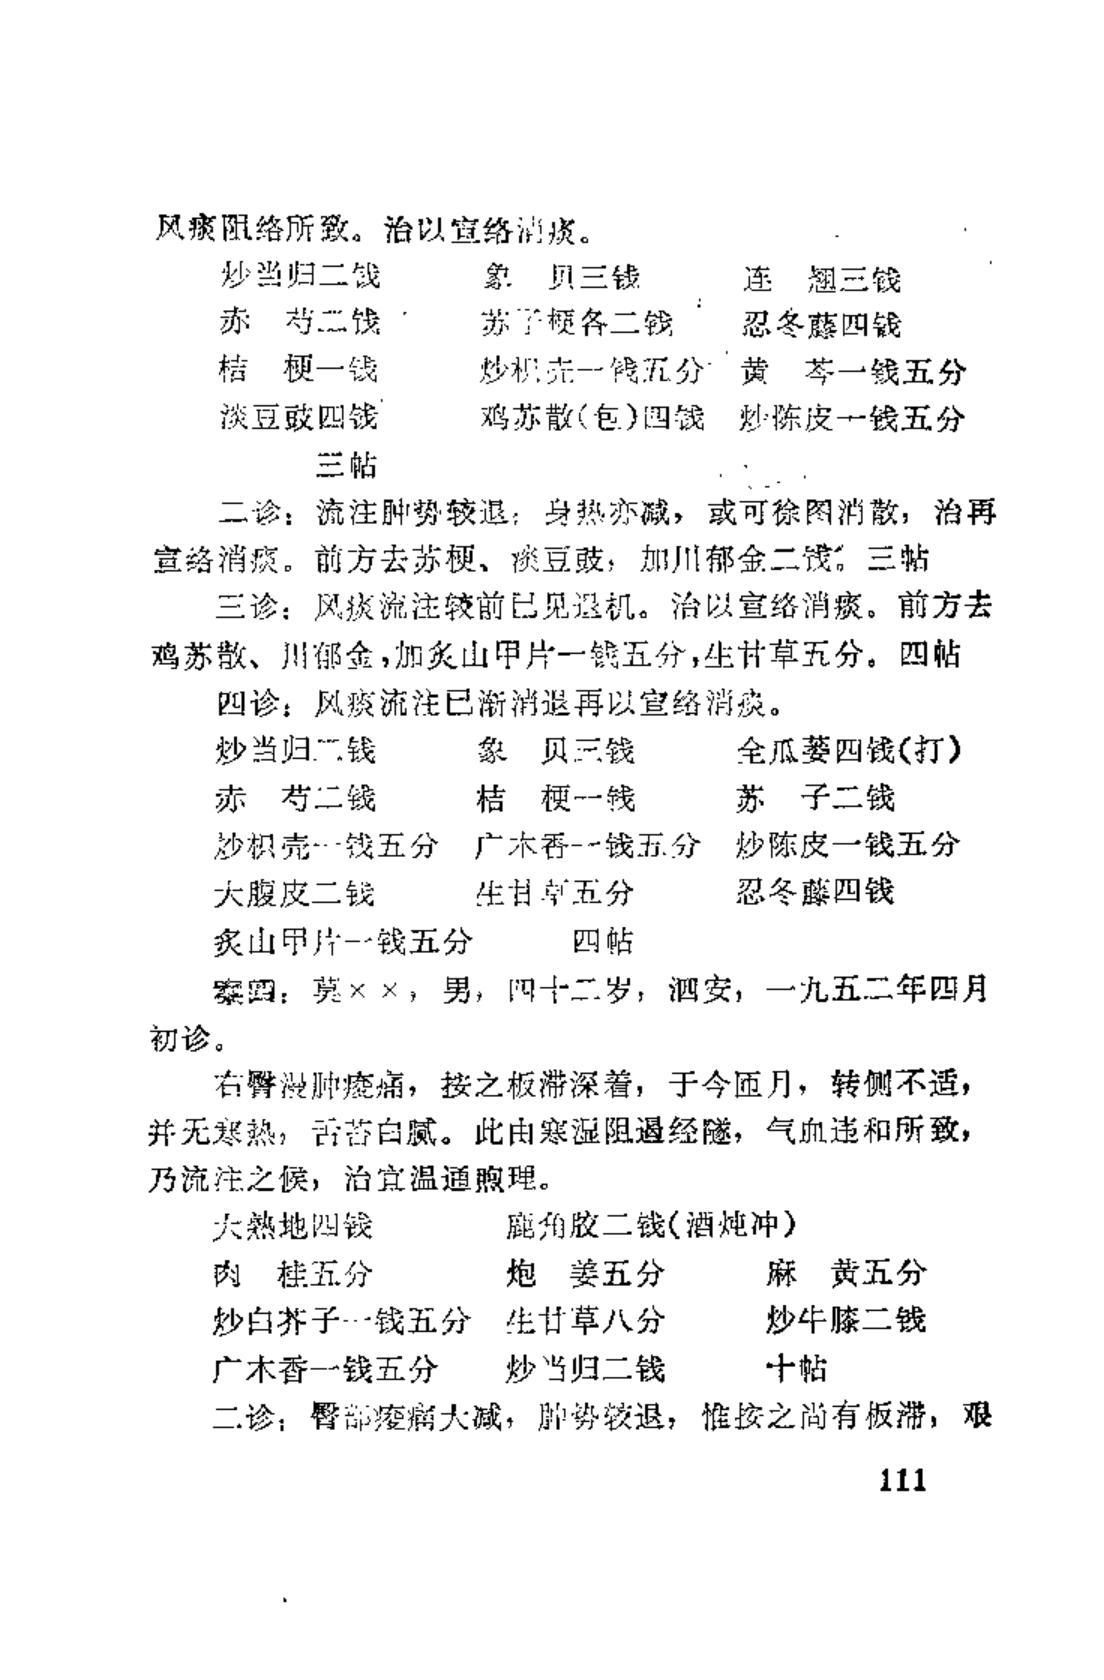 风痰阻络所致。治以宣络消痰。
炒当归二钱 象 贝三钱 连 翘三钱
赤 芍二钱 苏子梗各二钱 忍冬藤四钱
桔 梗一钱 炒枳壳一钱五分 黄 芩一钱五分
淡豆豉四钱 鸡苏散(包)四钱 炒陈皮一钱五分
三帖
二诊：流注肿势较退，身热亦减，或可徐图消散，治再
宣络消痰。前方去苏梗、淡豆豉，加川郁金二钱。三帖
三诊：风痰流注较前已见退机。治以宣络消痰。前方去
鸡苏散、川郁金，加炙山甲片一钱五分，生甘草五分。四帖
四诊：风痰流注已渐消退再以宣络消痰。
炒当归二钱 象 贝三钱 全瓜蒌四钱(打)
赤 芍二钱 桔 梗一钱 苏 子二钱
炒枳壳一钱五分 广木香一钱五分 炒陈皮一钱五分
大腹皮二钱 生甘草五分 忍冬藤四钱
炙山甲片一钱五分 四帖
案四：莫××，男，四十二岁，泗安，一九五二年四月
初诊。
右臀漫肿痠痛，按之板滞深着，于今匝月，转侧不适，
并无寒热，舌苔白腻。此由寒湿阻遏经隧，气血违和所致，
乃流注之候，治宜温通煦理。
大熟地四钱 鹿角胶二钱(酒炖冲)
肉 桂五分 炮 姜五分 麻 黄五分
炒白芥子一钱五分 生甘草八分 炒牛膝二钱
广木香一钱五分 炒当归二钱 十帖
二诊：臀部痠痛大减，肿势较退，惟按之尚有板滞，艰
111